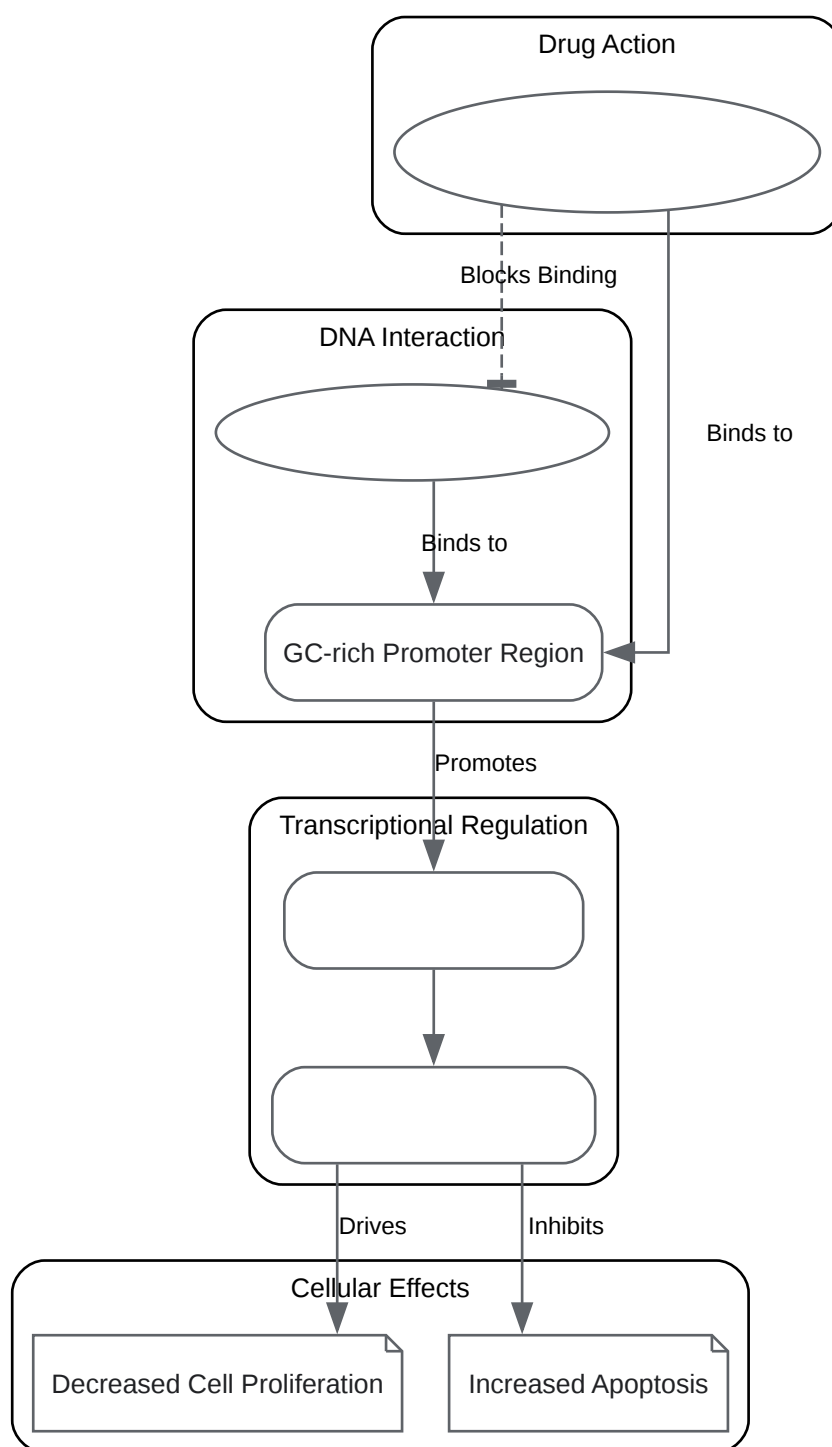 Drug Action
Blocks Binding
DNA Interaction
Binds to
Binds to
GC-rich Promoter Region
Promotes
Transcriptional Regulation
Drives
Inhibits
Cellular Effects
Decreased Cell Proliferation
Increased Apoptosis